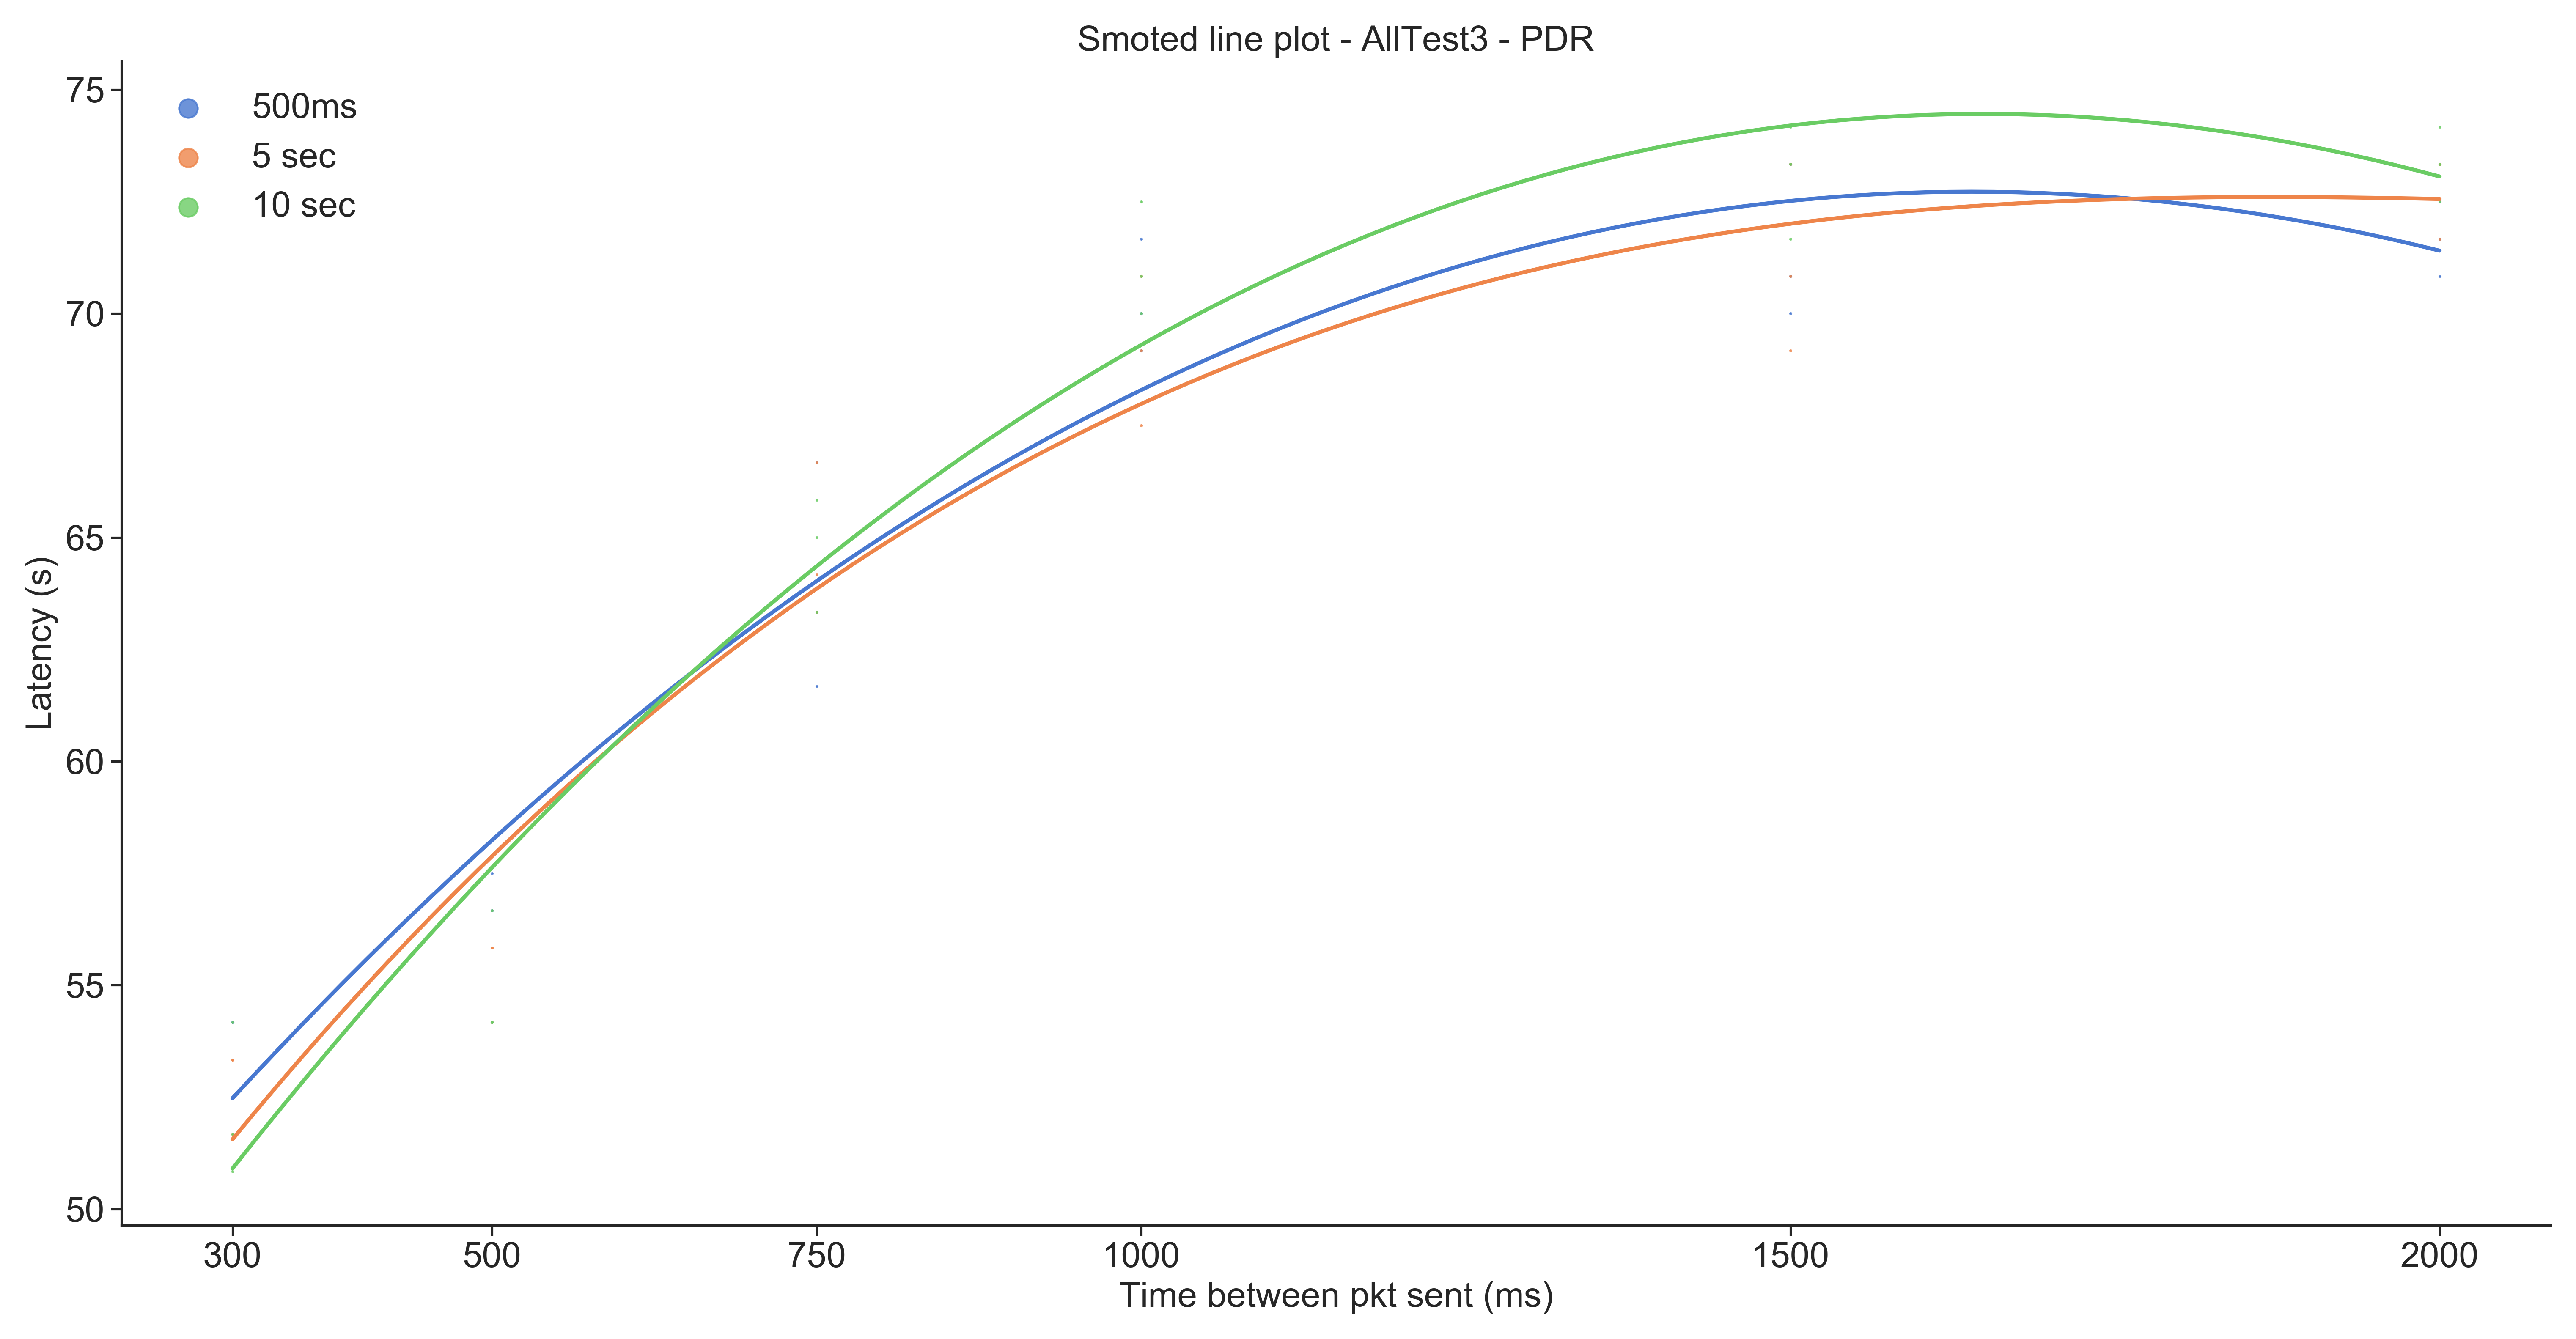 Smoted line plot - AllTest3 - PDR
500ms
5 sec
10 sec
75
70
65
60
55
50
Latency (s)
300 500 750 1000 1500 2000
Time between pkt sent (ms)